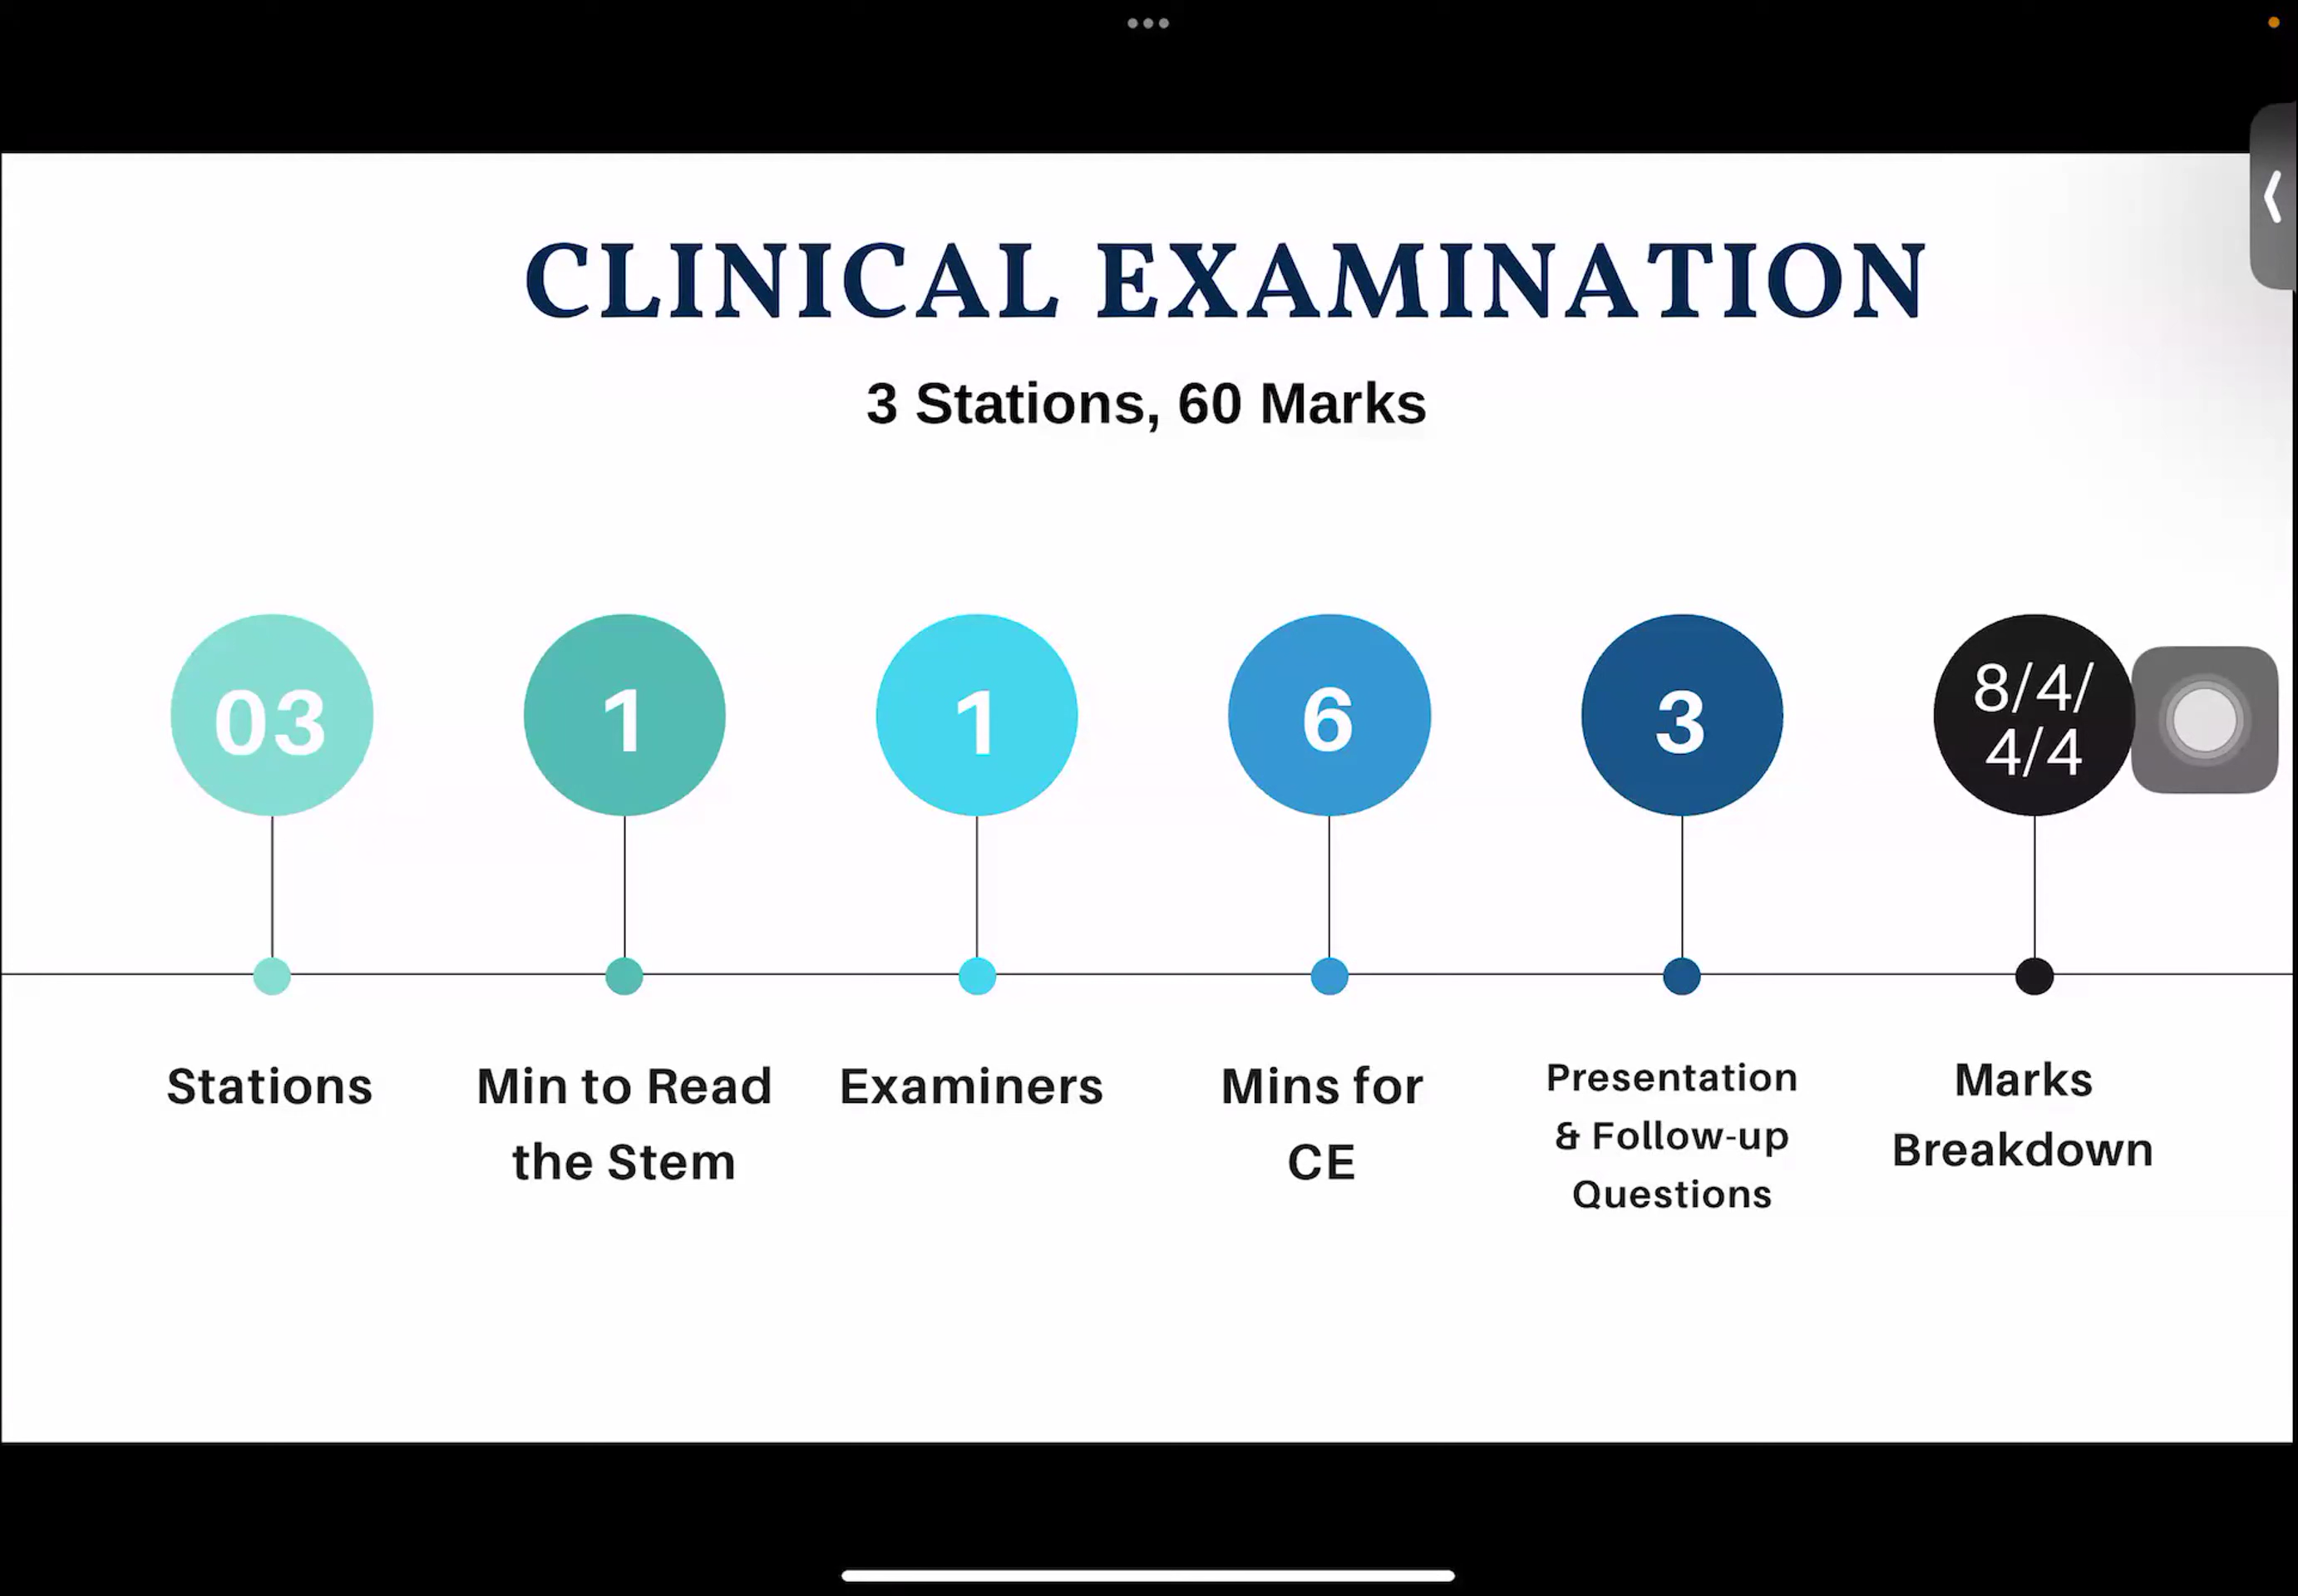 CLINICAL EXAMINATION
3 Stations, 60 Marks
03
1
1
6
3
8/4/
4/4
Stations
Min to Read
the Stem
Examiners
Mins for
CE
Presentation
& Follow-up
Questions
Marks
Breakdown